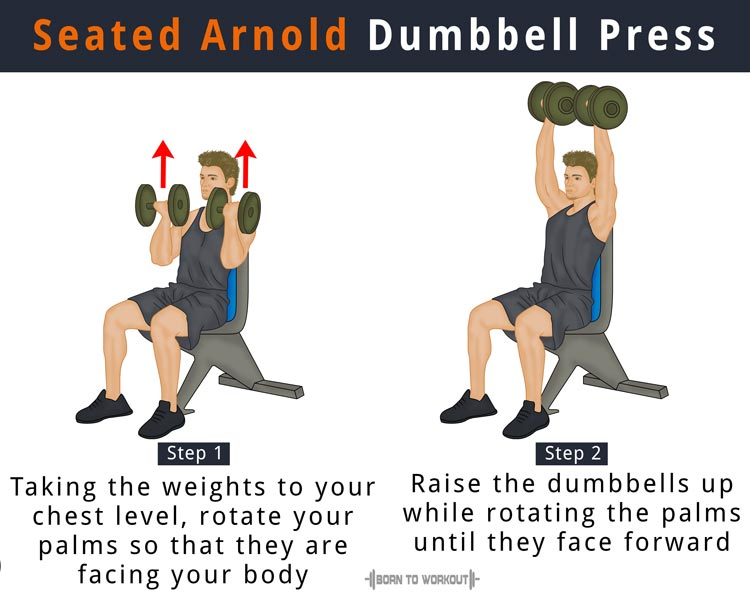 Seated Arnold Dumbbell Press
Step 1
Taking the weights to your
chest level, rotate your
palms so that they are
facing your body
Step 2
Raise the dumbbells up
while rotating the palms
until they face forward
BORN TO WORKOUT